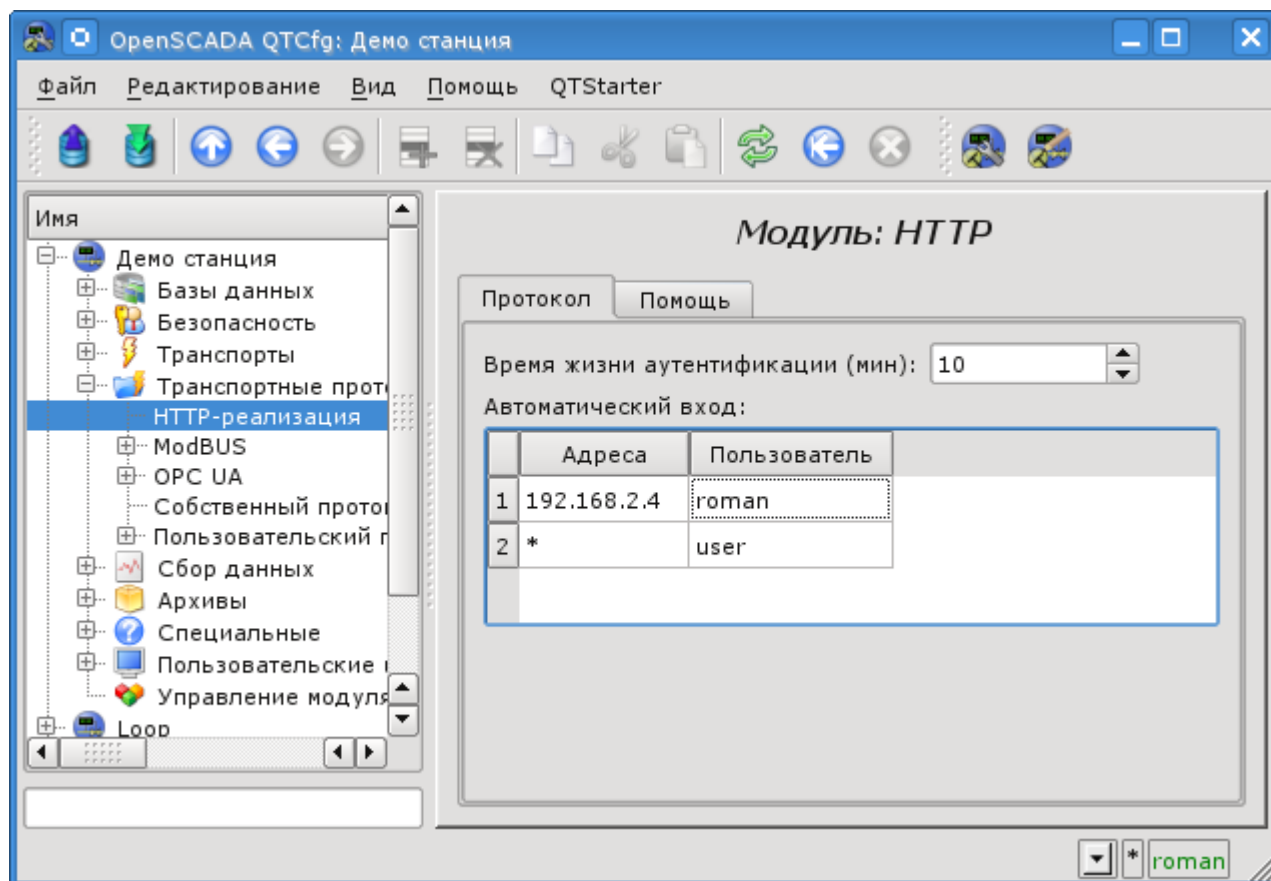 OpenSCADA QTCfg: Демо станция
Файл Редактирование Вид Помощь QTStarter
Имя
Демо станция
Базы данных
Безопасность
Транспорты
Транспортные прот
HTTP-реализация
ModBUS
OPC UA
Собственный прото
Пользовательский
Сбор данных
Архивы
Специальные
Пользовательские
Управление модуля
Loop
Модуль: HTTP
Протокол Помощь
Время жизни аутентификации (мин): 10
Автоматический вход:
Адреса Пользователь
1 192.168.2.4 roman
2 * user
* roman